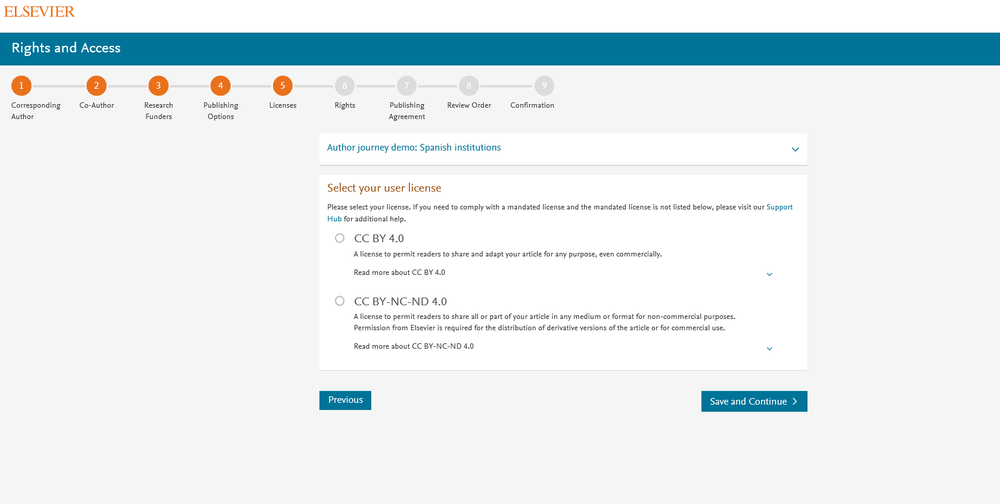 ELSEVIER
Rights and Access
1
2
3
4
5
6
7
8
9
Corresponding
Author
Co-Author
Research
Funders
Publishing
Options
Licenses
Rights
Publishing
Agreement
Review Order
Confirmation
Author journey demo: Spanish institutions
Select your user license
Please select your license. If you need to comply with a mandated license and the mandated license is not listed below, please visit our Support
Hub for additional help.
CC BY 4.0
A license to permit readers to share and adapt your article for any purpose, even commercially.
Read more about CC BY 4.0
CC BY-NC-ND 4.0
A license to permit readers to share all or part of your article in any medium or format for non-commercial purposes.
Permission from Elsevier is required for the distribution of derivative versions of the article or for commercial use.
Read more about CC BY-NC-ND 4.0
Previous
Save and Continue